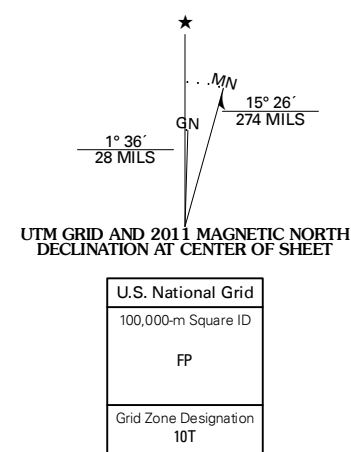 ★
MN
15° 26´
274 MILS
GN
1° 36´
28 MILS
UTM GRID AND 2011 MAGNETIC NORTH
DECLINATION AT CENTER OF SHEET
U.S. National Grid
100,000-m Square ID
FP
Grid Zone Designation
10T